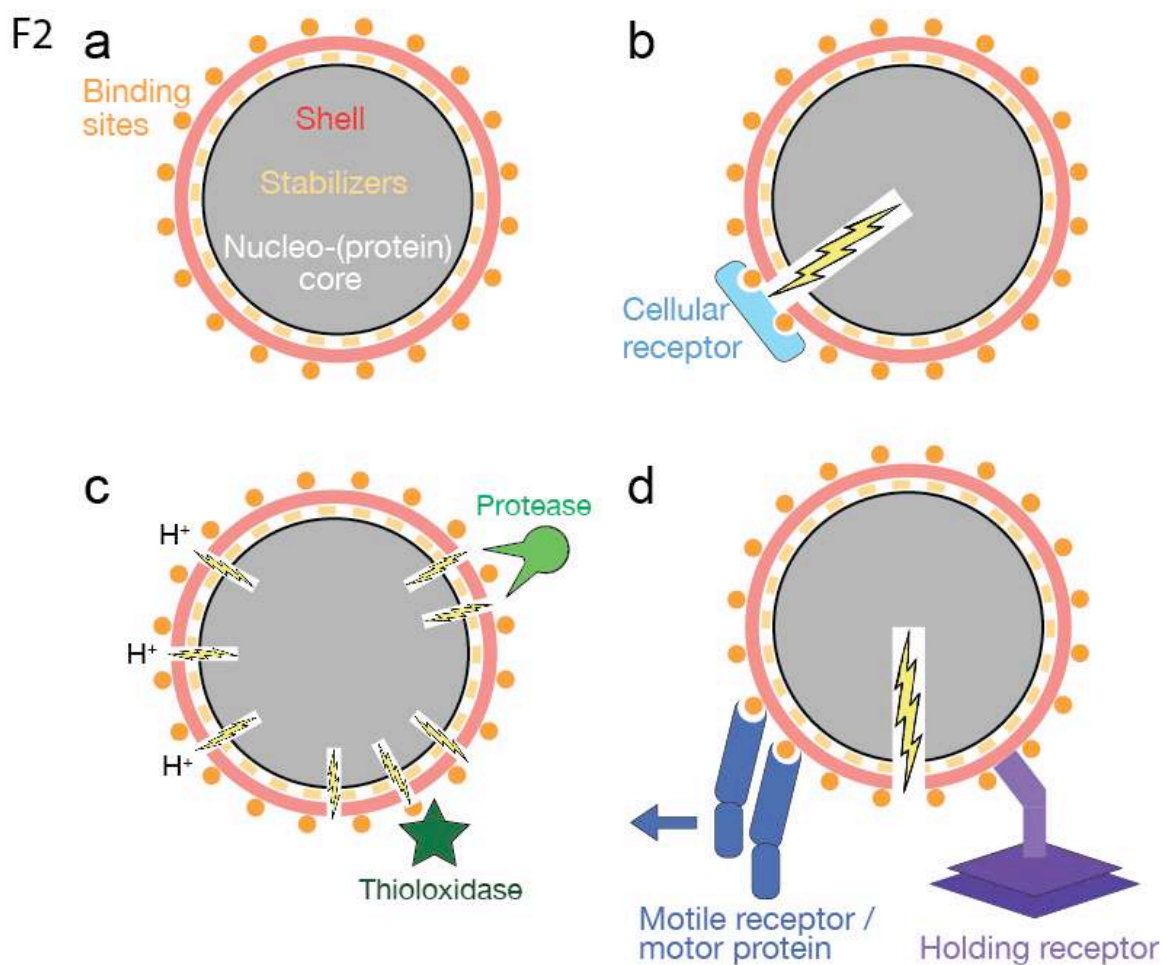 F2
a
Binding
sites
Shell
Stabilizers
Nucleo-(protein)
core
b
Cellular
receptor
c
H+
H+
H+
Protease
Thioloxidase
d
Motile receptor /
motor protein
Holding receptor